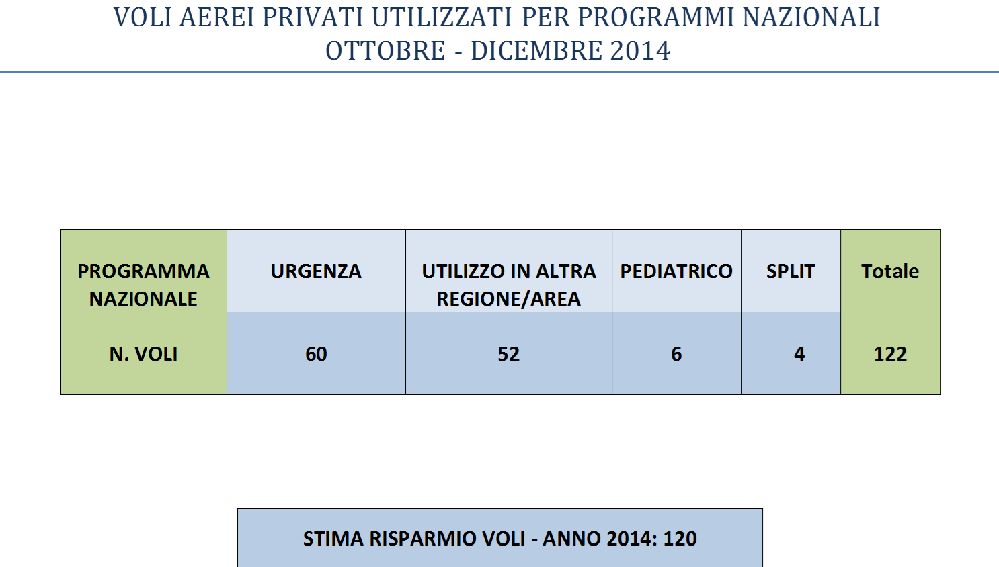 VOLI AEREI PRIVATI UTILIZZATI PER PROGRAMMI NAZIONALI
OTTOBRE - DICEMBRE 2014
PROGRAMMA NAZIONALE
URGENZA
UTILIZZO IN ALTRA REGIONE/AREA
PEDIATRICO
SPLIT
Totale
N. VOLI
60
52
6
4
122
STIMA RISPARMIO VOLI - ANNO 2014: 120